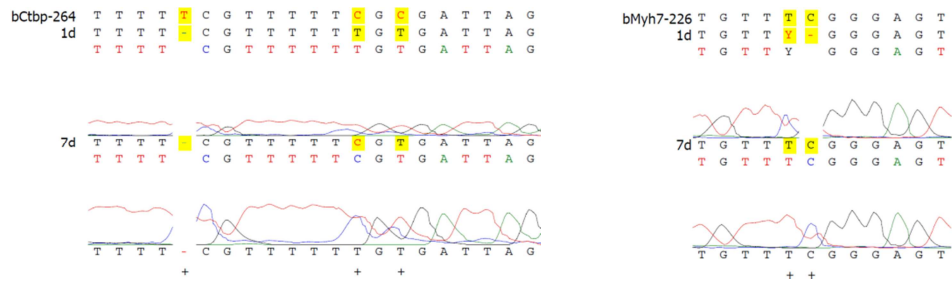 bCtbp-264 T T T T T C G T T T T T C G C G A T T A G
1d T T T T - C G T T T T T T G T G A T T A G
T T T T C G T T T T T T G T G A T T A G
7d T T T T - C G T T T T T C G T G A T T A G
T T T T C G T T T T T C G T G A T T A G
T T T T - C G T T T T T T G T G A T T A G
+ + +
bMyh7-226 T G T T T C G G G A G T
1d T G T T Y - G G G A G T
T G T T Y G G G A G T
7d T G T T T C G G G A G T
T G T T T C G G G A G T
T G T T T C G G G A G T
+ +